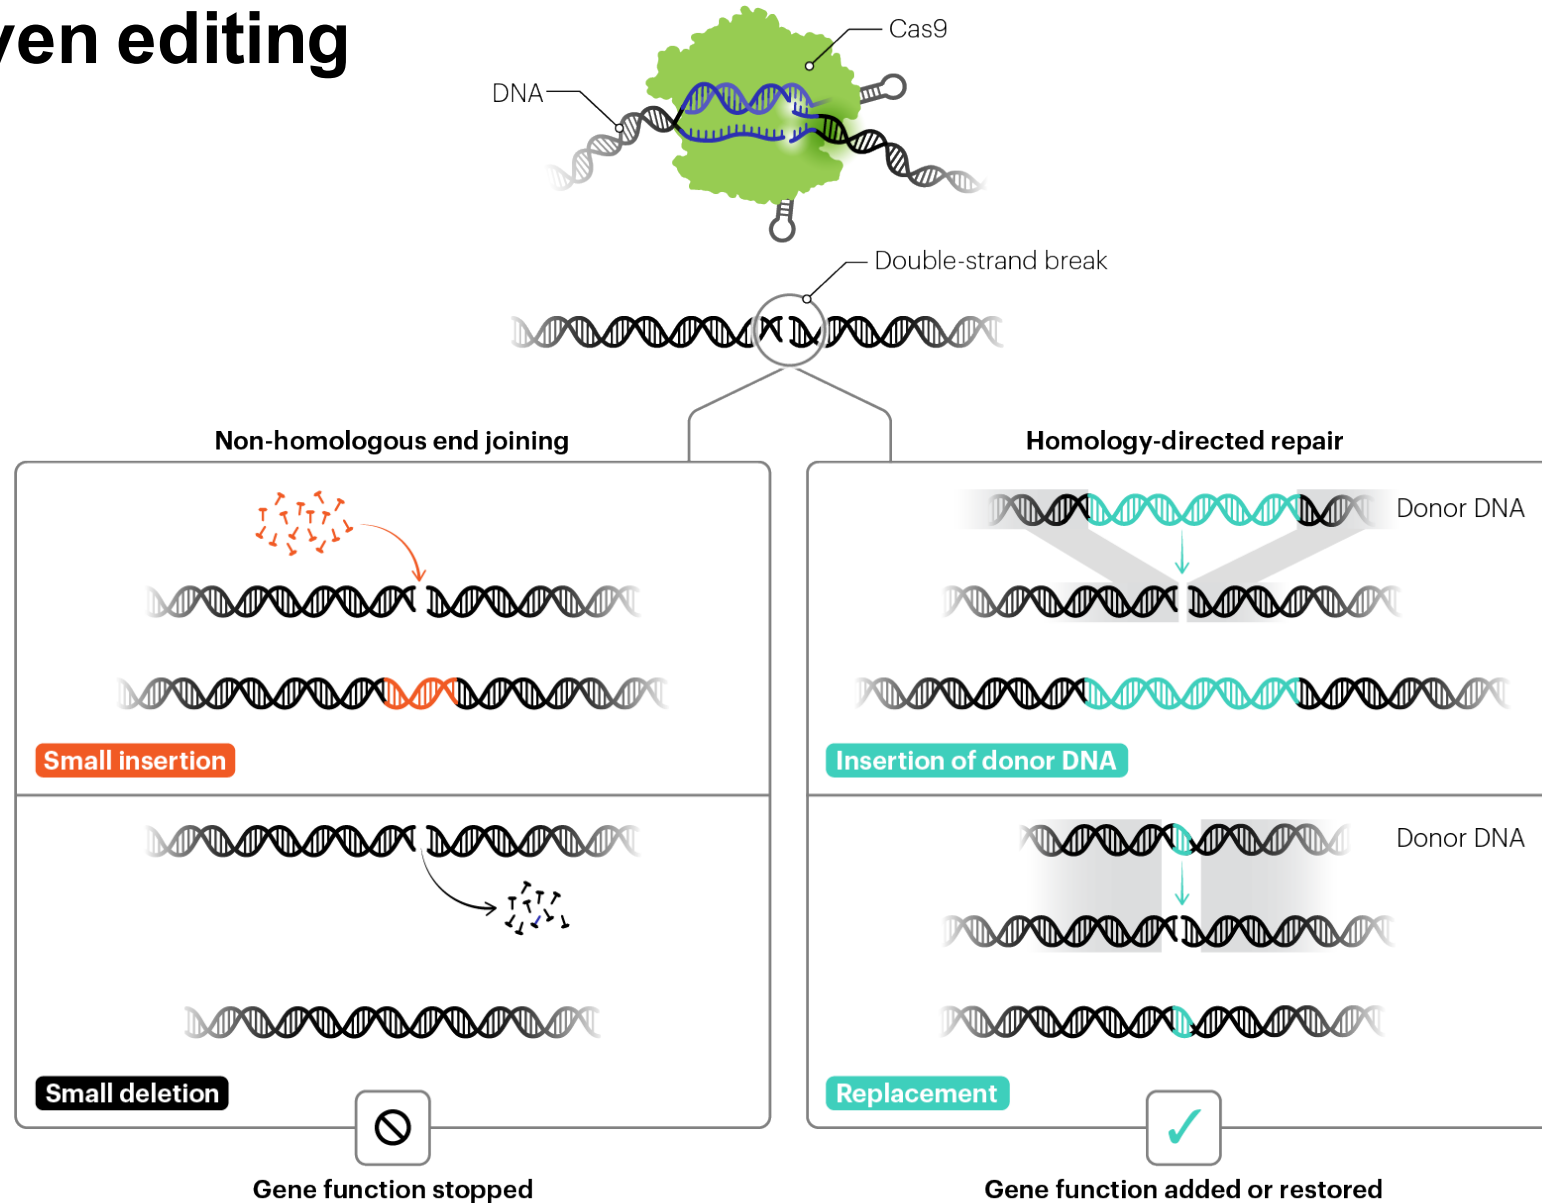 ven editing
Cas9
DNA
Double-strand break
Non-homologous end joining
Homology-directed repair
Donor DNA
Small insertion
Insertion of donor DNA
Donor DNA
Small deletion
Replacement
Gene function stopped
Gene function added or restored